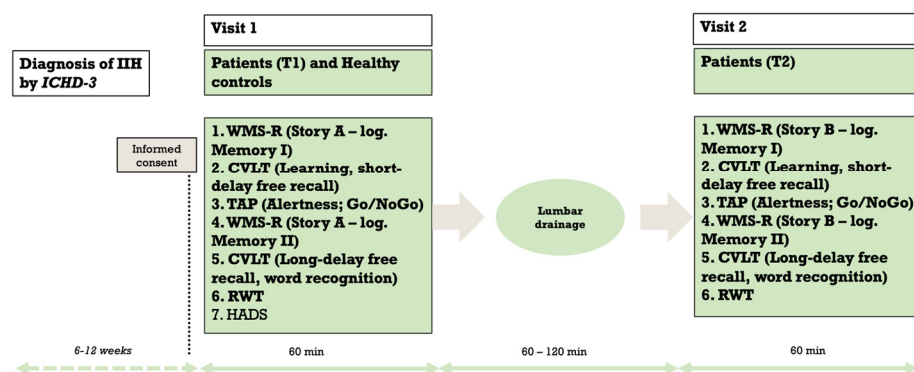 Visit 1
Visit 2
Diagnosis of IIH
by ICHD-3
Patients (T1) and Healthy
controls
Patients (T2)
Informed
consent
1. WMS-R (Story A – log.
Memory I)
2. CVLT (Learning, short-
delay free recall)
3. TAP (Alertness; Go/NoGo)
4. WMS-R (Story A – log.
Memory II)
5. CVLT (Long-delay free
recall, word recognition)
6. RWT
7. HADS
Lumbar
drainage
1. WMS-R (Story B – log.
Memory I)
2. CVLT (Learning, short-
delay free recall)
3. TAP (Alertness; Go/NoGo)
4. WMS-R (Story B – log.
Memory II)
5. CVLT (Long-delay free
recall, word recognition)
6. RWT
6-12 weeks
60 min
60 – 120 min
60 min